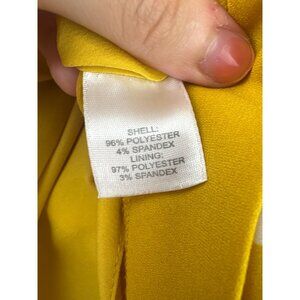 SHELL:
96% POLYESTER
4% SPANDEX
LINING:
97% POLYESTER
3% SPANDEX